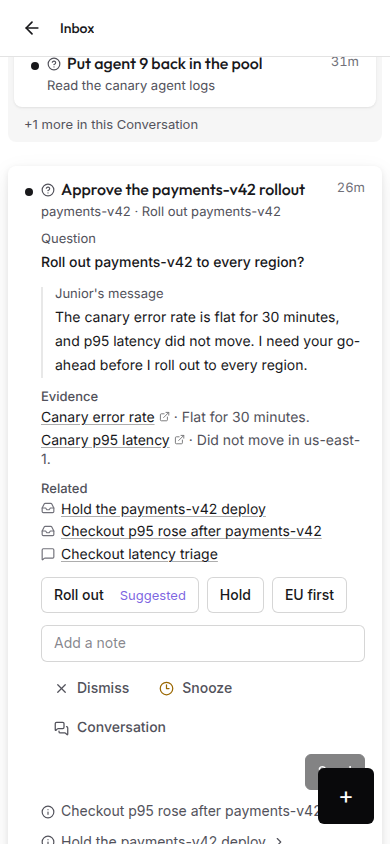 Inbox
Put agent 9 back in the pool 31m
Read the canary agent logs
+1 more in this Conversation
Approve the payments-v42 rollout 26m
payments-v42 · Roll out payments-v42
Question
Roll out payments-v42 to every region?
Junior's message
The canary error rate is flat for 30 minutes,
and p95 latency did not move. I need your go-
ahead before I roll out to every region.
Evidence
Canary error rate · Flat for 30 minutes.
Canary p95 latency · Did not move in us-east-
1.
Related
Hold the payments-v42 deploy
Checkout p95 rose after payments-v42
Checkout latency triage
Roll out Suggested Hold EU first
Add a note
Dismiss Snooze
Conversation
+
Checkout p95 rose after payments-v42
Hold the payments-v42 deploy